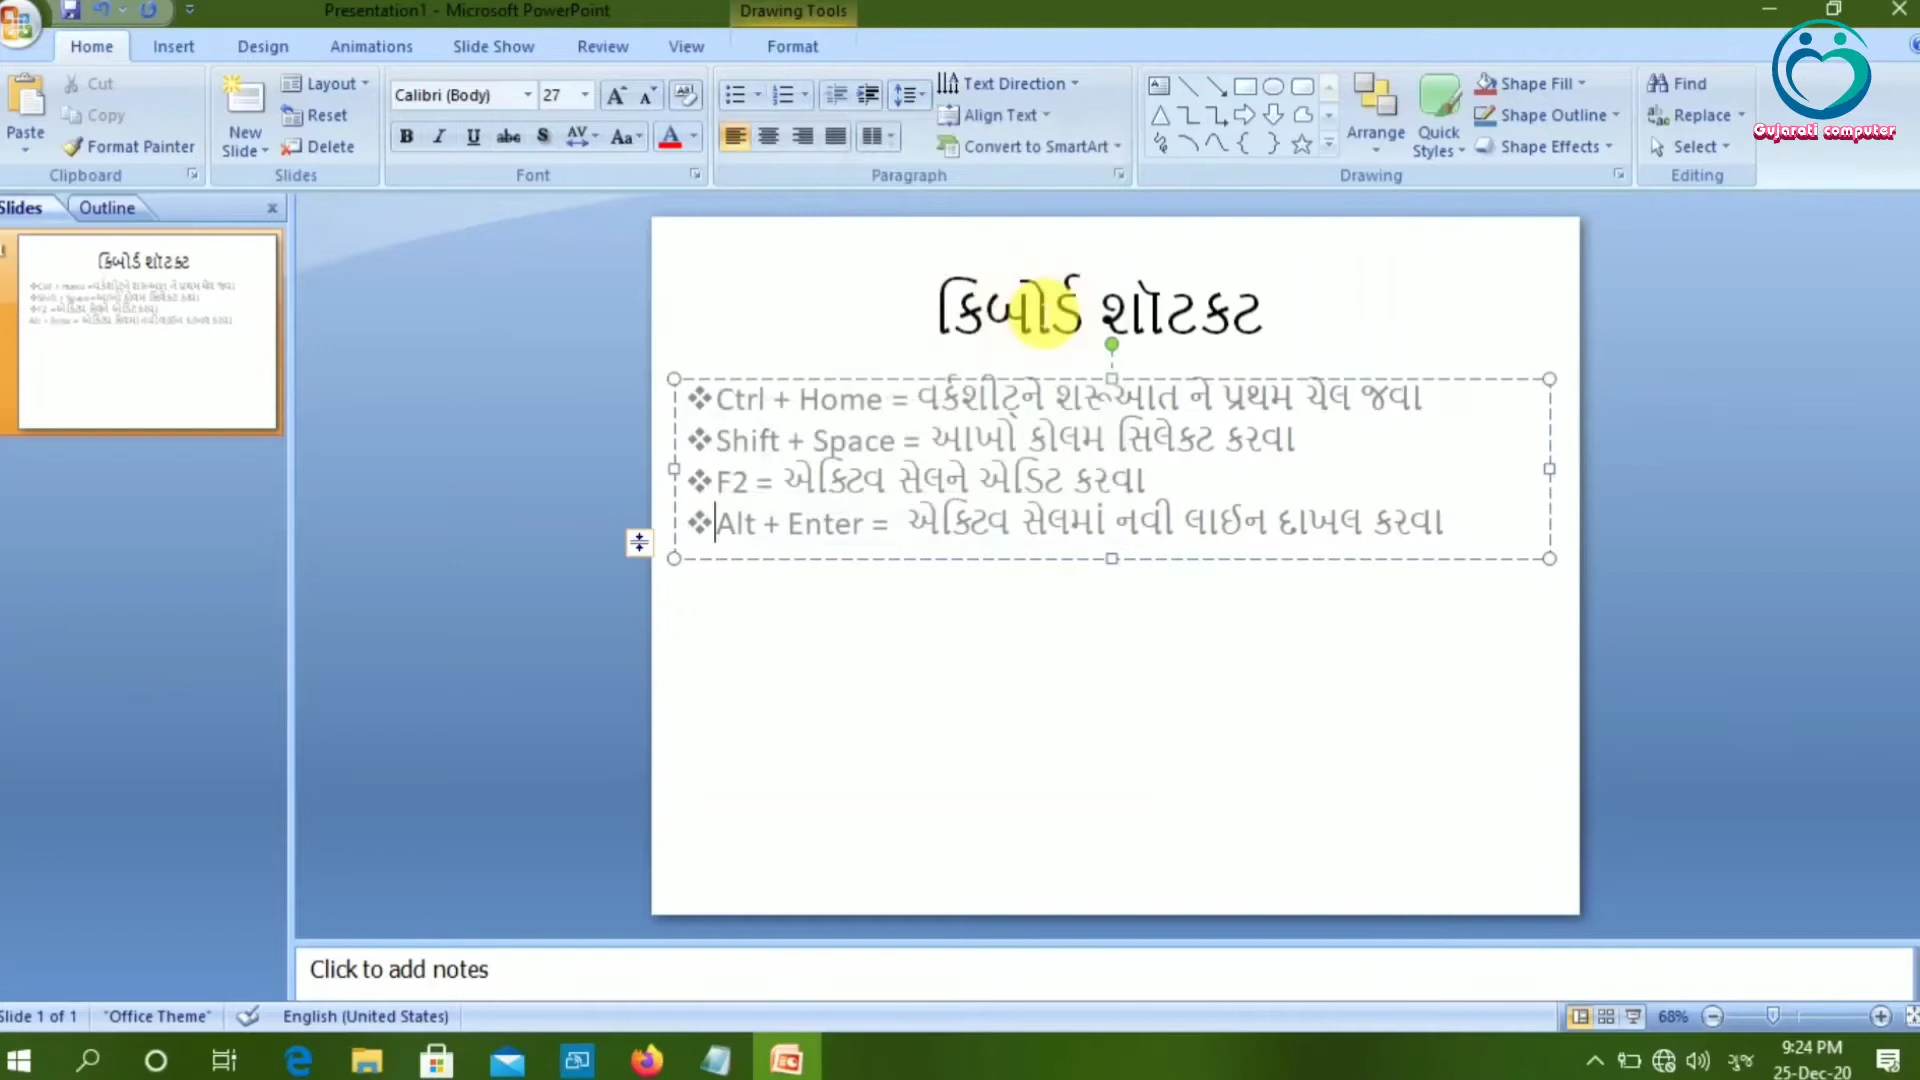 Presentation1 - Microsoft PowerPoint
Drawing Tools
Home Insert Design Animations Slide Show Review View Format
Paste
Cut
Copy
Format Painter
Clipboard
New Slide
Layout
Reset
Delete
Slides
Calibri (Body) 27
Font
Paragraph
Text Direction
Align Text
Convert to SmartArt
Arrange
Quick Styles
Shape Fill
Shape Outline
Shape Effects
Drawing
Find
Replace
Select
Editing
Gujarati computer
Slides Outline
કિબોર્ડ શૉટકટ
કિબોર્ડ શૉટકટ
Ctrl + Home = વર્કશીટ્ને શરૂઆત ને પ્રથમ ચેલ જવા
Shift + Space = આખો કોલમ સિલેકટ કરવા
F2 = એક્ટિવ સેલને એડિટ કરવા
Alt + Enter = એક્ટિવ સેલમાં નવી લાઈન દાખલ કરવા
Click to add notes
Slide 1 of 1 "Office Theme" English (United States) 68%
ગુજ
9:24 PM
25-Dec-20